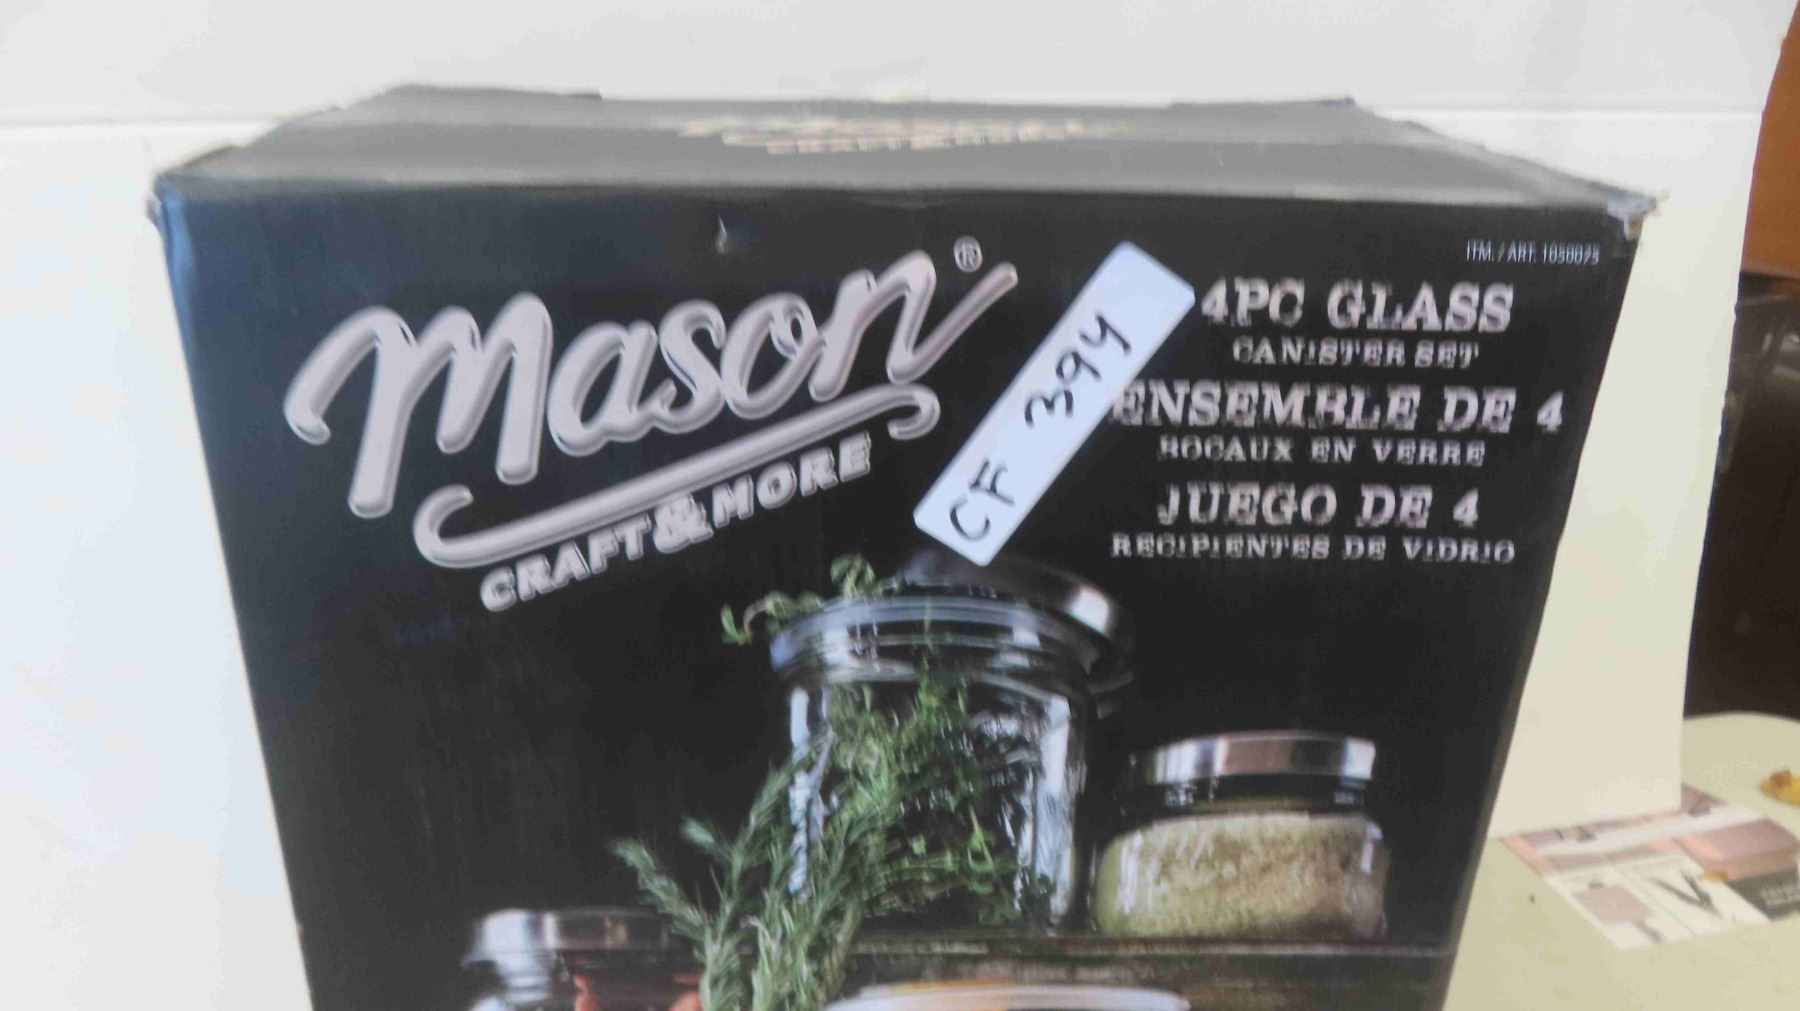 mason®
CRAFT & MORE
CF 394
ITM. / ART. 1050075
4PC GLASS
CANISTER SET
ENSEMBLE DE 4
BOCAUX EN VERRE
JUEGO DE 4
RECIPIENTES DE VIDRIO